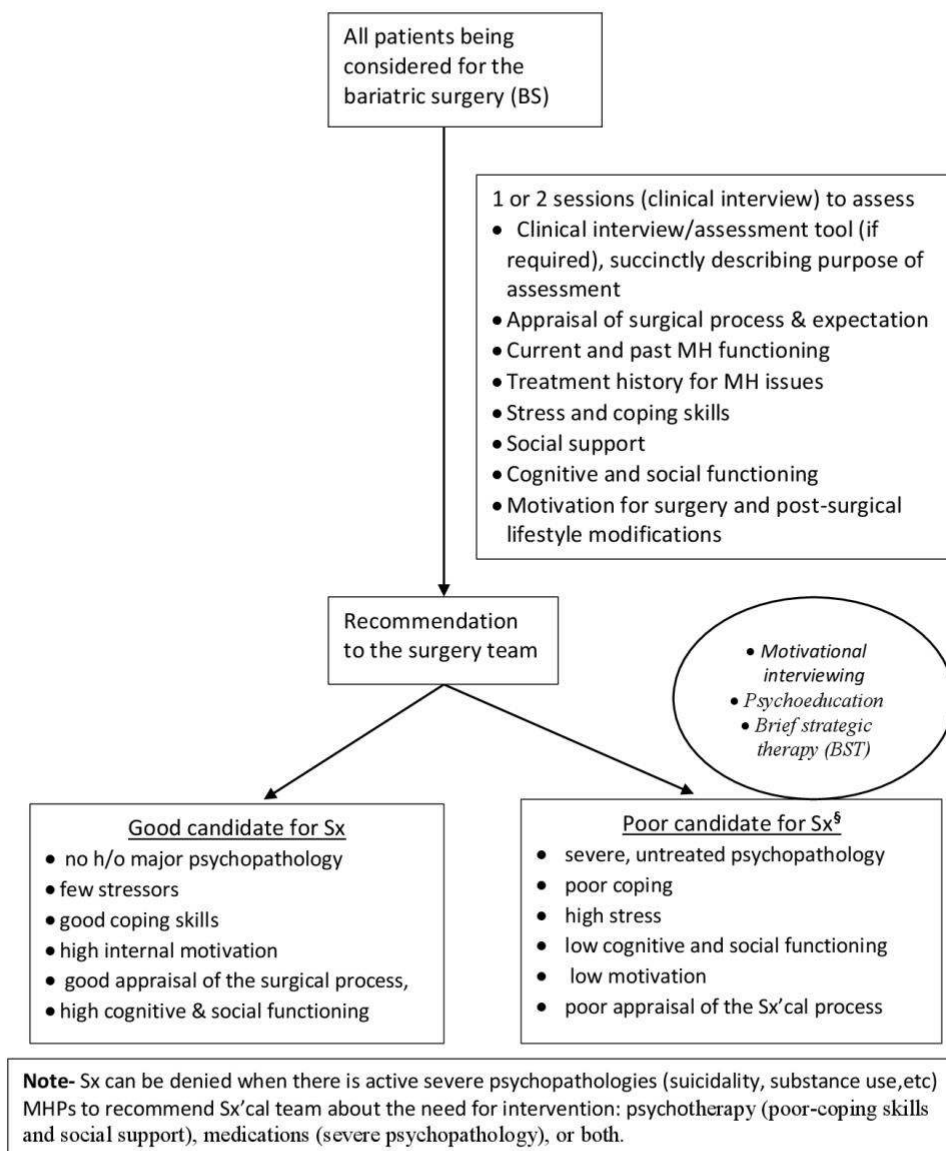 All patients being
considered for the
bariatric surgery (BS)
1 or 2 sessions (clinical interview) to assess
• Clinical interview/assessment tool (if
required), succinctly describing purpose of
assessment
• Appraisal of surgical process & expectation
• Current and past MH functioning
• Treatment history for MH issues
• Stress and coping skills
• Social support
• Cognitive and social functioning
• Motivation for surgery and post-surgical
lifestyle modifications
Recommendation
to the surgery team
• Motivational
interviewing
• Psychoeducation
• Brief strategic
therapy (BST)
Good candidate for Sx
• no h/o major psychopathology
• few stressors
• good coping skills
• high internal motivation
• good appraisal of the surgical process,
• high cognitive & social functioning
Poor candidate for Sx§
• severe, untreated psychopathology
• poor coping
• high stress
• low cognitive and social functioning
• low motivation
• poor appraisal of the Sx’cal process
Note- Sx can be denied when there is active severe psychopathologies (suicidality, substance use,etc)
MHPs to recommend Sx’cal team about the need for intervention: psychotherapy (poor-coping skills
and social support), medications (severe psychopathology), or both.